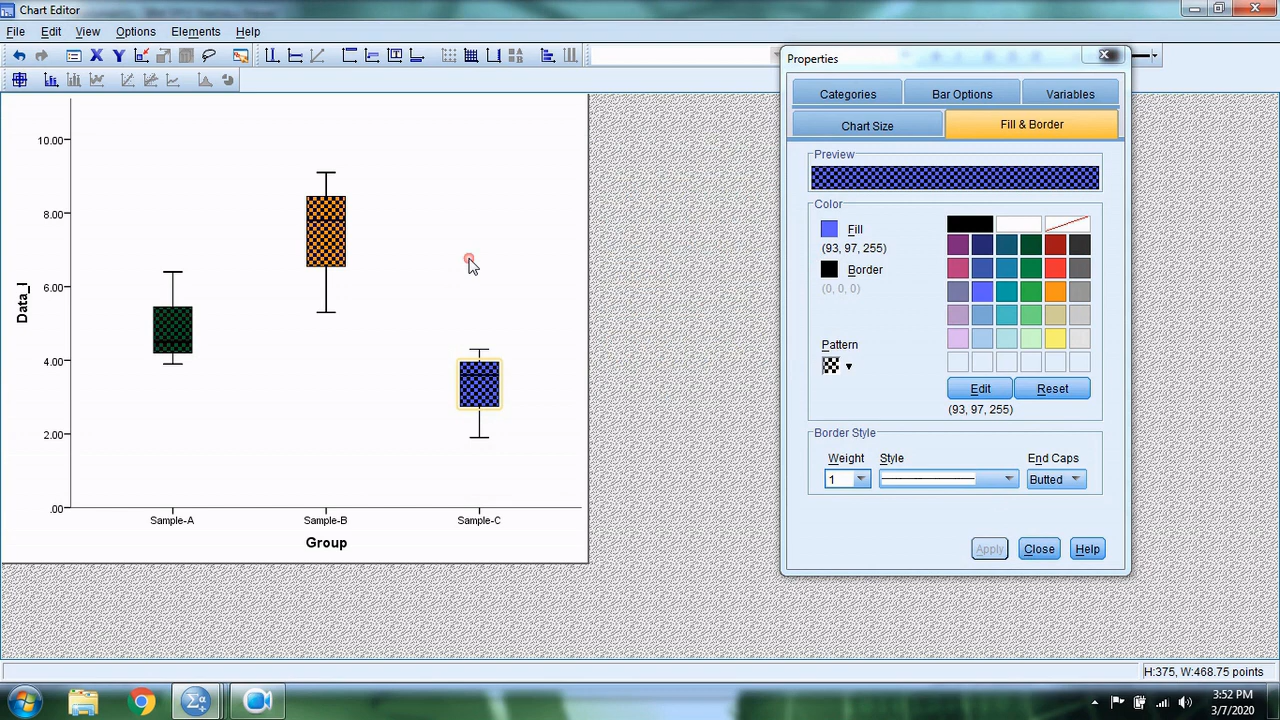 Chart Editor
File Edit View Options Elements Help
Properties
Categories Bar Options Variables
Chart Size Fill & Border
Preview
Color
Fill
(93, 97, 255)
Border
(0, 0, 0)
Pattern
Edit Reset
(93, 97, 255)
Border Style
Weight Style End Caps
1 Butted
Apply Close Help
10.00
8.00
6.00
4.00
2.00
.00
Data_I
Sample-A Sample-B Sample-C
Group
H:375, W:468.75 points
3:52 PM
3/7/2020